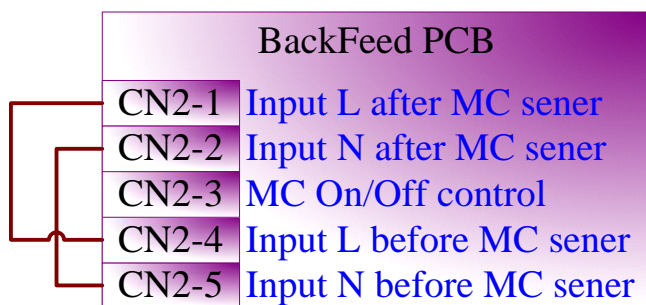 BackFeed PCB
CN2-1 Input L after MC sener
CN2-2 Input N after MC sener
CN2-3 MC On/Off control
CN2-4 Input L before MC sener
CN2-5 Input N before MC sener